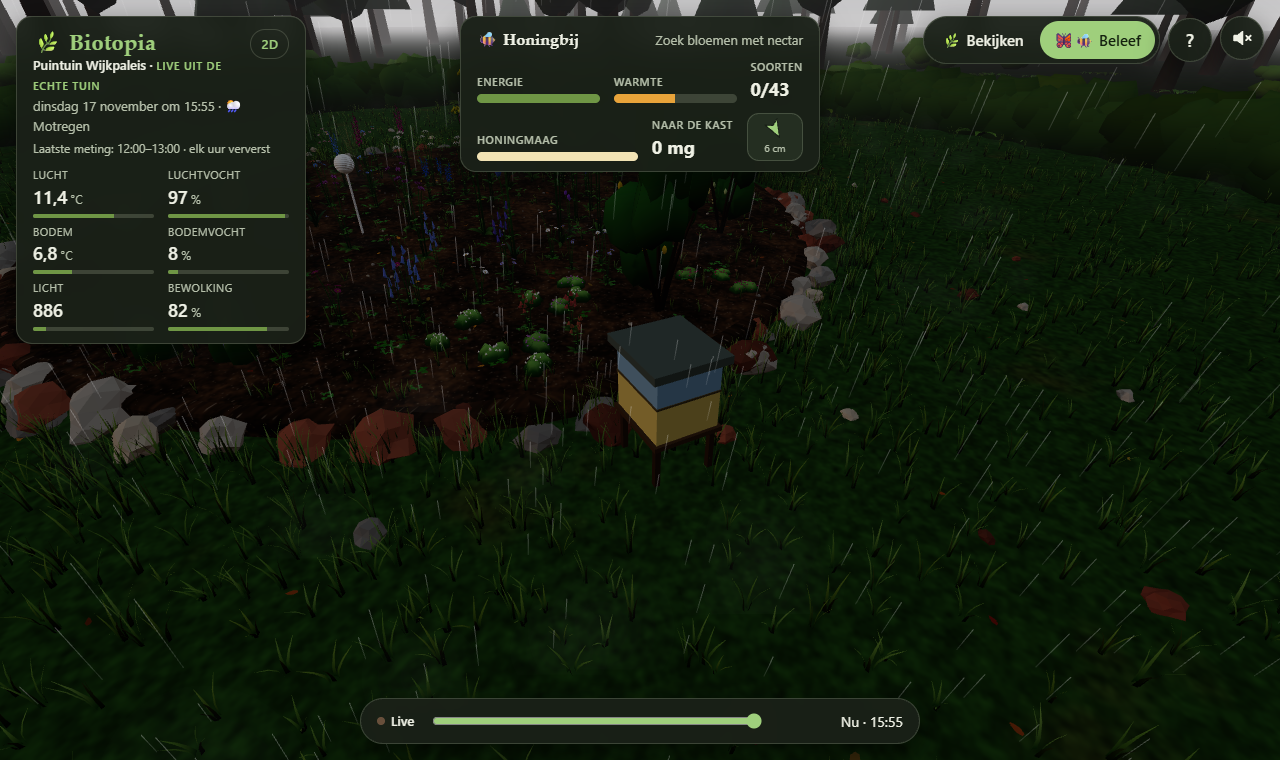 Biotopia
2D
Puintuin Wijkpaleis · LIVE UIT DE
ECHTE TUIN
dinsdag 17 november om 15:55 ·
Motregen
Laatste meting: 12:00–13:00 · elk uur ververst
LUCHT
11,4 °C
LUCHTVOCHT
97 %
BODEM
6,8 °C
BODEMVOCHT
8 %
LICHT
886
BEWOLKING
82 %
Honingbij
Zoek bloemen met nectar
ENERGIE
WARMTE
SOORTEN
0/43
HONINGMAAG
NAAR DE KAST
0 mg
6 cm
Bekijken
Beleef
?
Live
Nu · 15:55